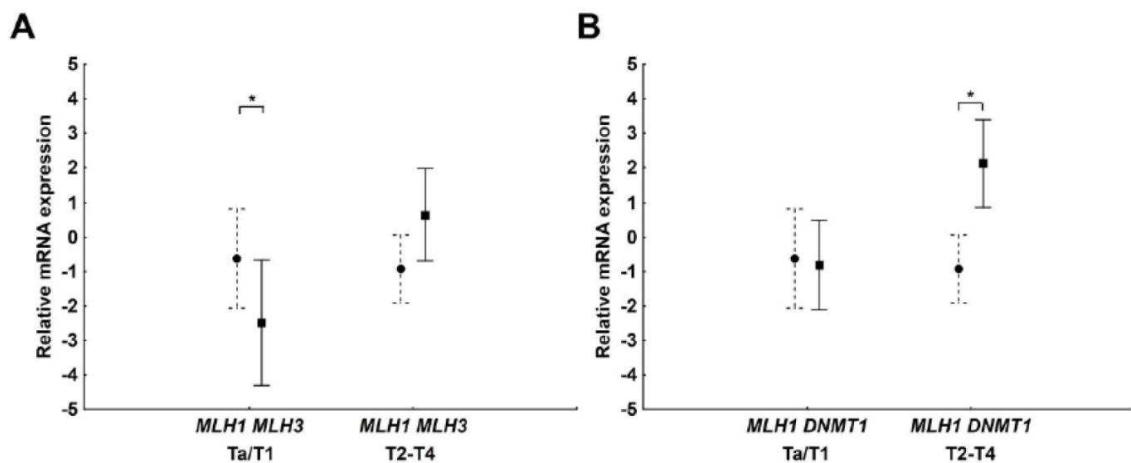 A
Relative mRNA expression
5
4
3
2
1
0
-1
-2
-3
-4
-5
*
MLH1 MLH3
Ta/T1
MLH1 MLH3
T2-T4
B
Relative mRNA expression
5
4
3
2
1
0
-1
-2
-3
-4
-5
*
MLH1 DNMT1
Ta/T1
MLH1 DNMT1
T2-T4